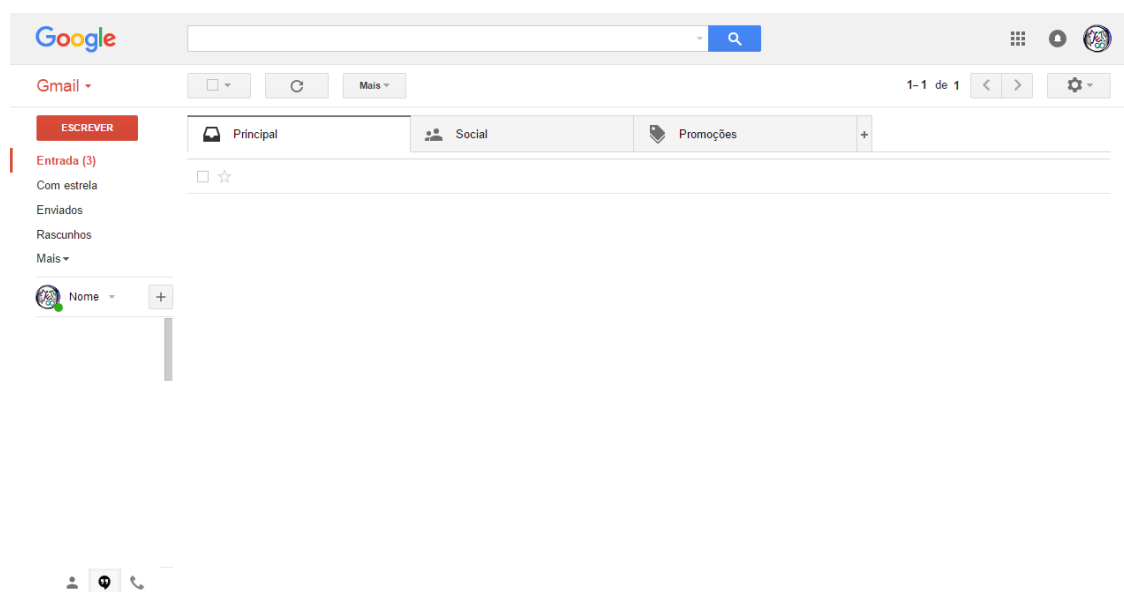 Google
Gmail
Mais
1–1 de 1
ESCREVER
Principal
Social
Promoções
+
Entrada (3)
Com estrela
Enviados
Rascunhos
Mais
Nome
+